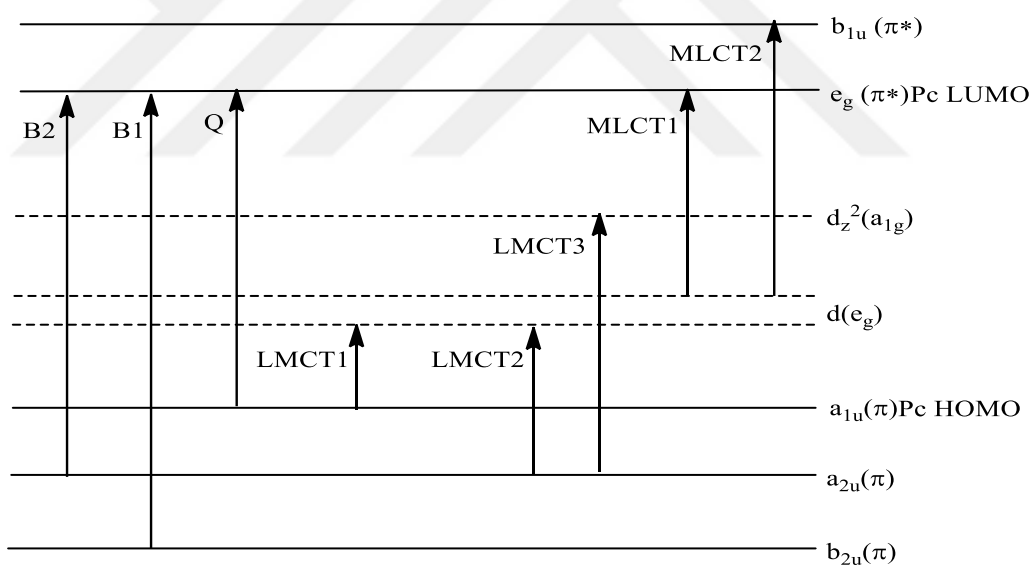 b1u (π*)
MLCT2
eg (π*)Pc LUMO
B2
B1
Q
MLCT1
dz2(a1g)
LMCT3
d(eg)
LMCT1
LMCT2
a1u(π)Pc HOMO
a2u(π)
b2u(π)